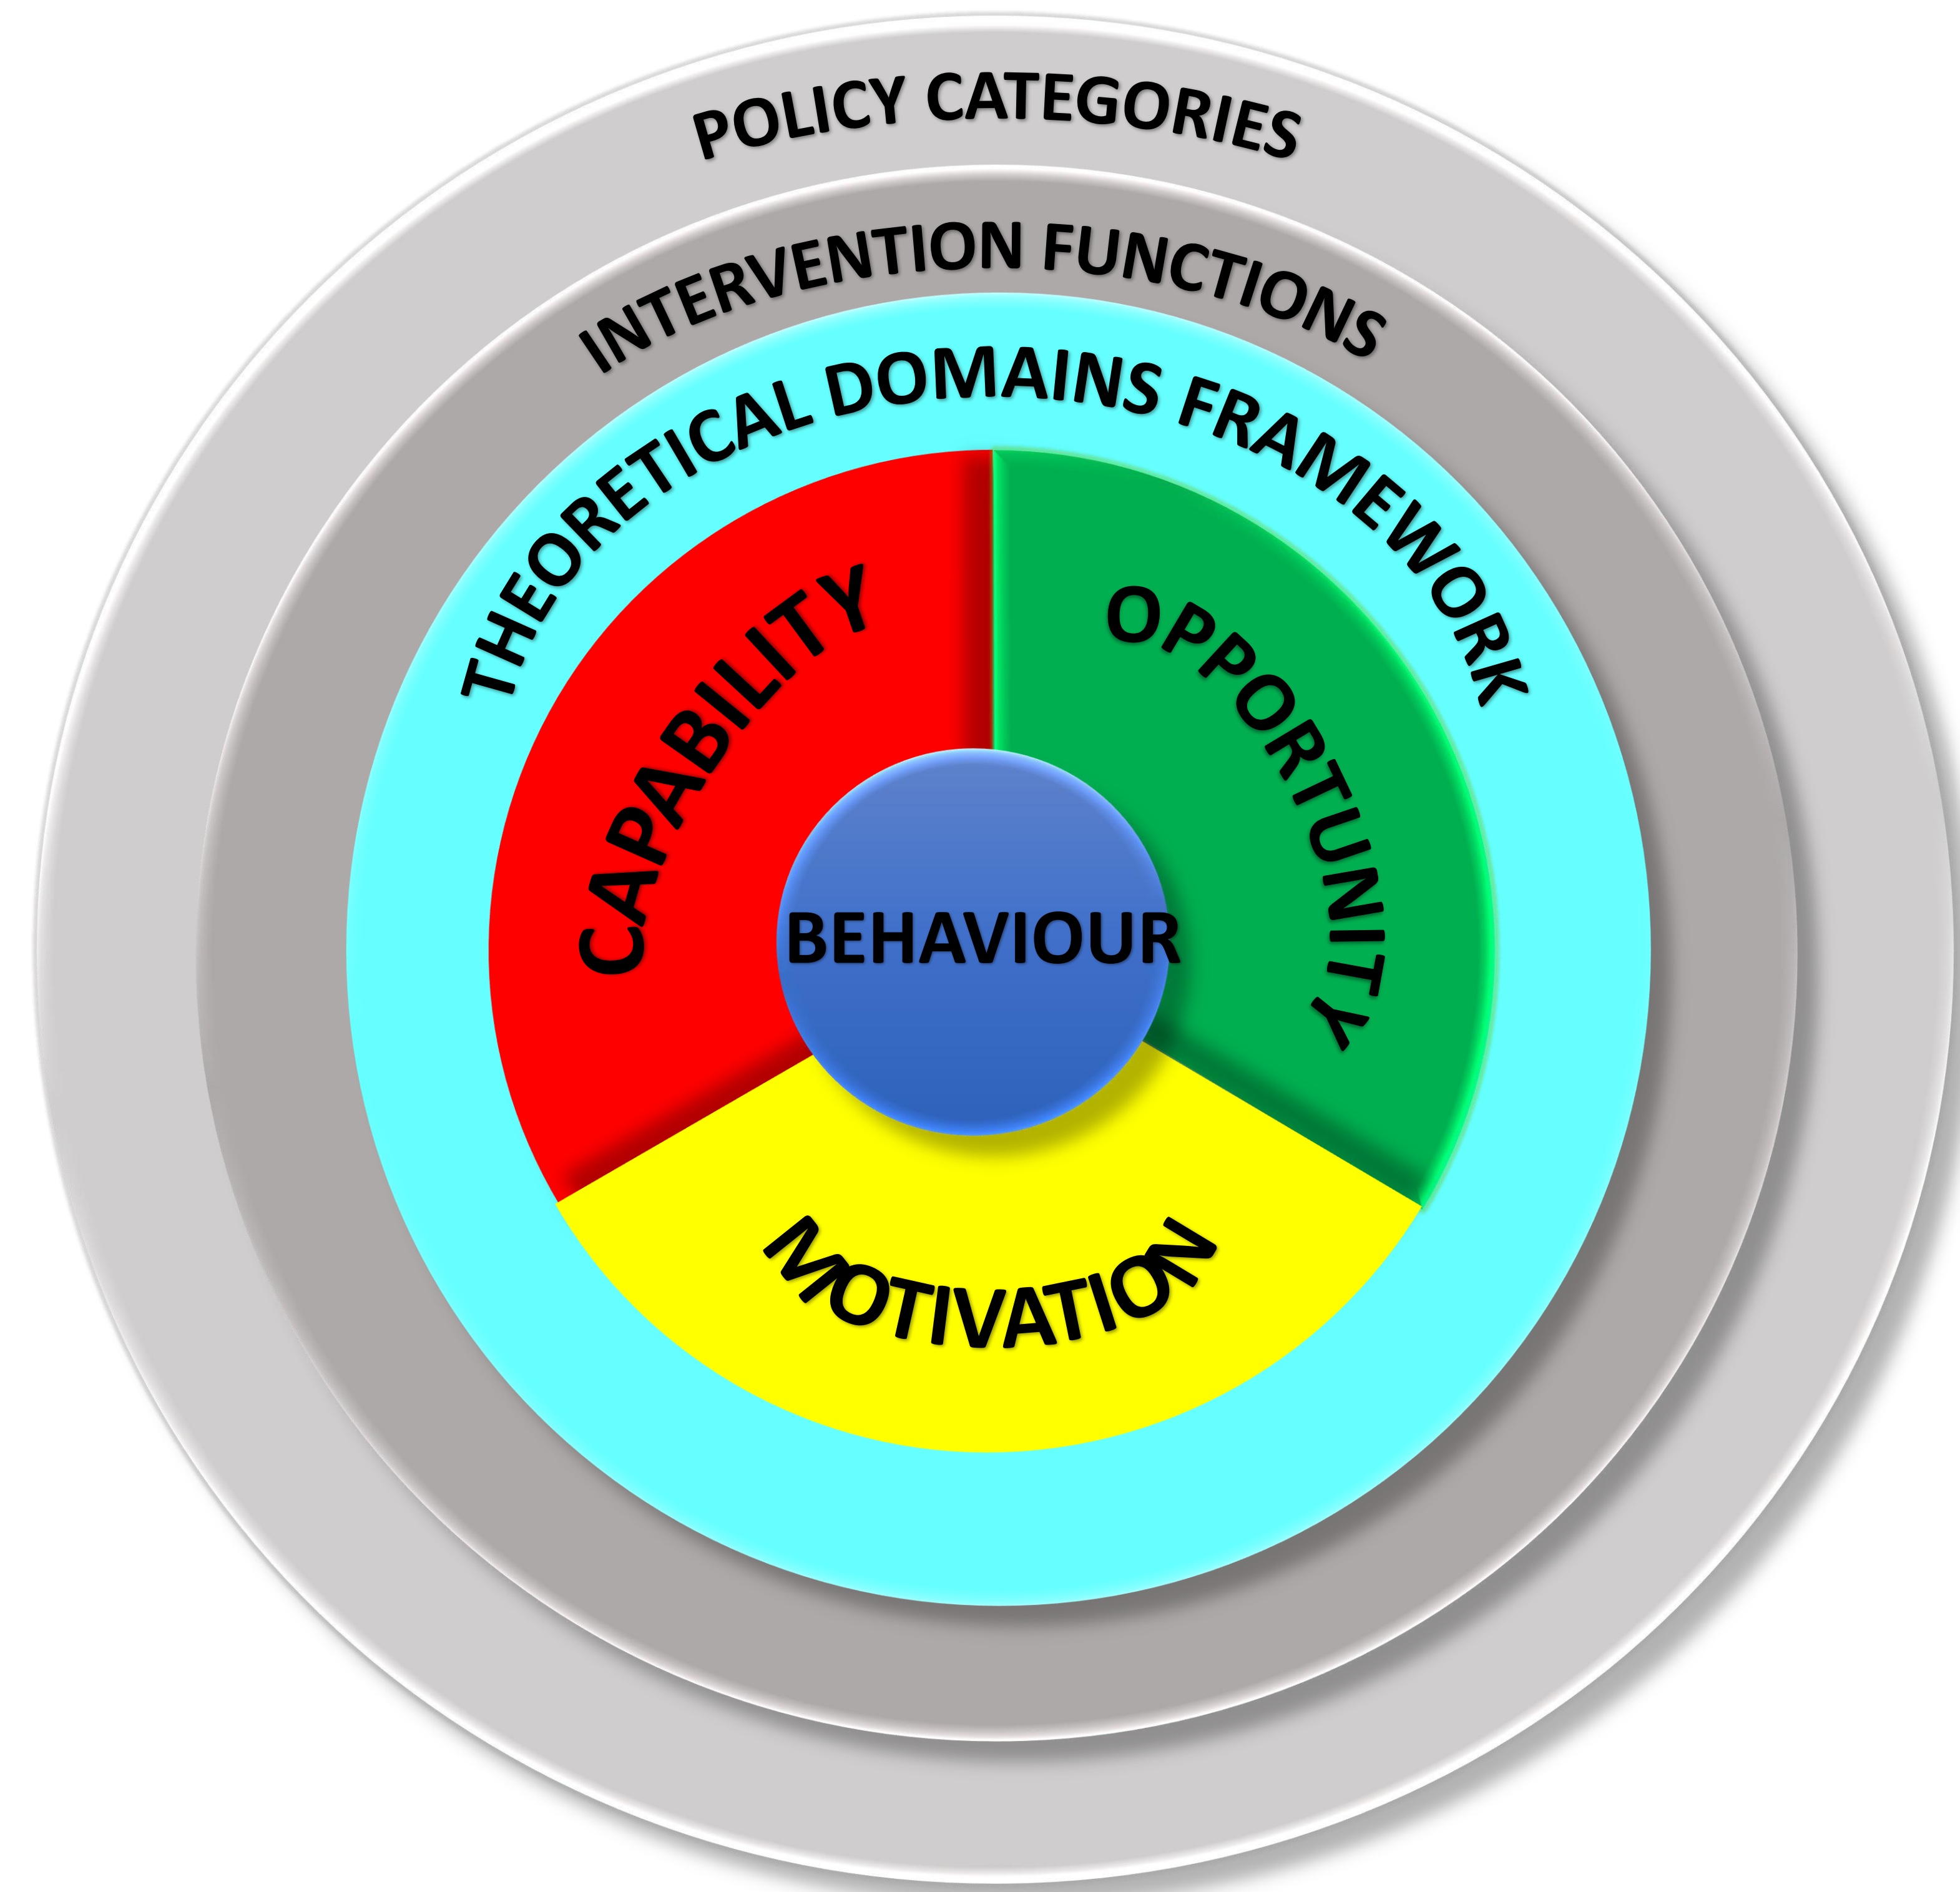 POLICY CATEGORIES
INTERVENTION FUNCTIONS
THEORETICAL DOMAINS FRAMEWORK
CAPABILITY
OPPORTUNITY
BEHAVIOUR
MOTIVATION